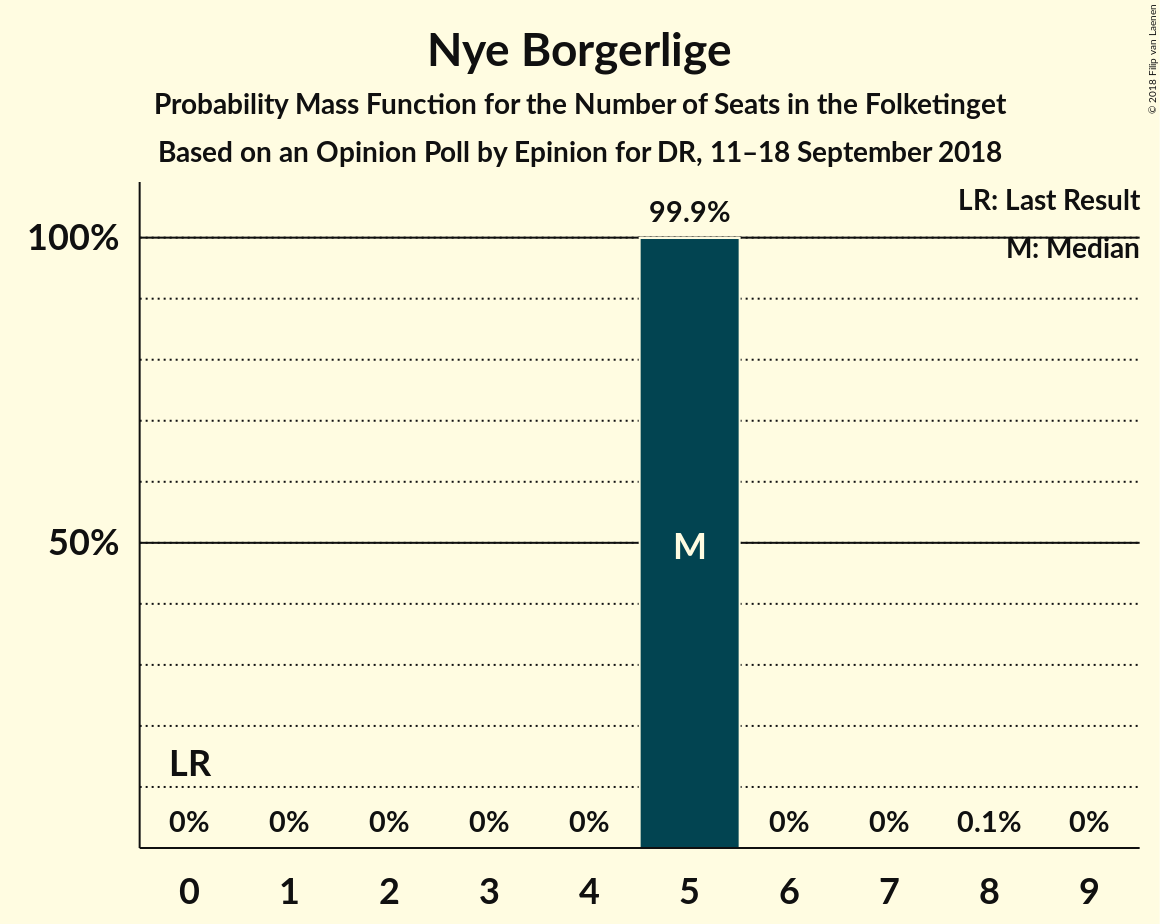 Nye Borgerlige
Probability Mass Function for the Number of Seats in the Folketinget
Based on an Opinion Poll by Epinion for DR, 11–18 September 2018
© 2018 Filip van Laenen
LR: Last Result
M: Median
99.9%
100%
50%
M
LR
0% 0% 0% 0% 0% 0% 0% 0.1% 0%
0 1 2 3 4 5 6 7 8 9